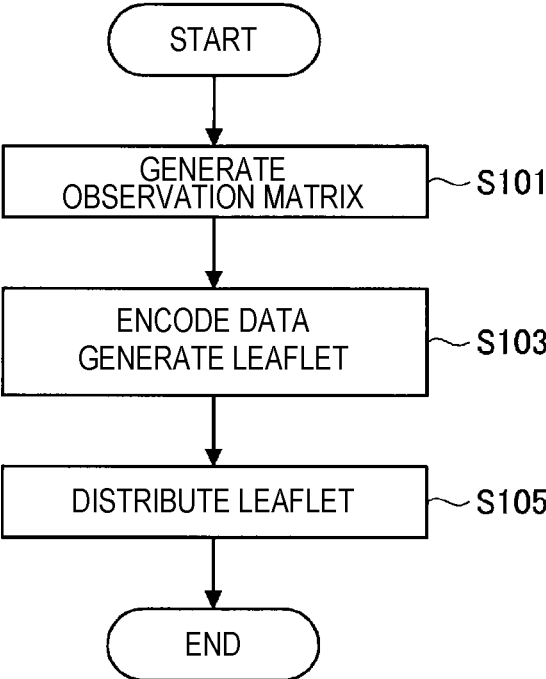 START
GENERATE
OBSERVATION MATRIX
S101
ENCODE DATA
GENERATE LEAFLET
S103
DISTRIBUTE LEAFLET
S105
END